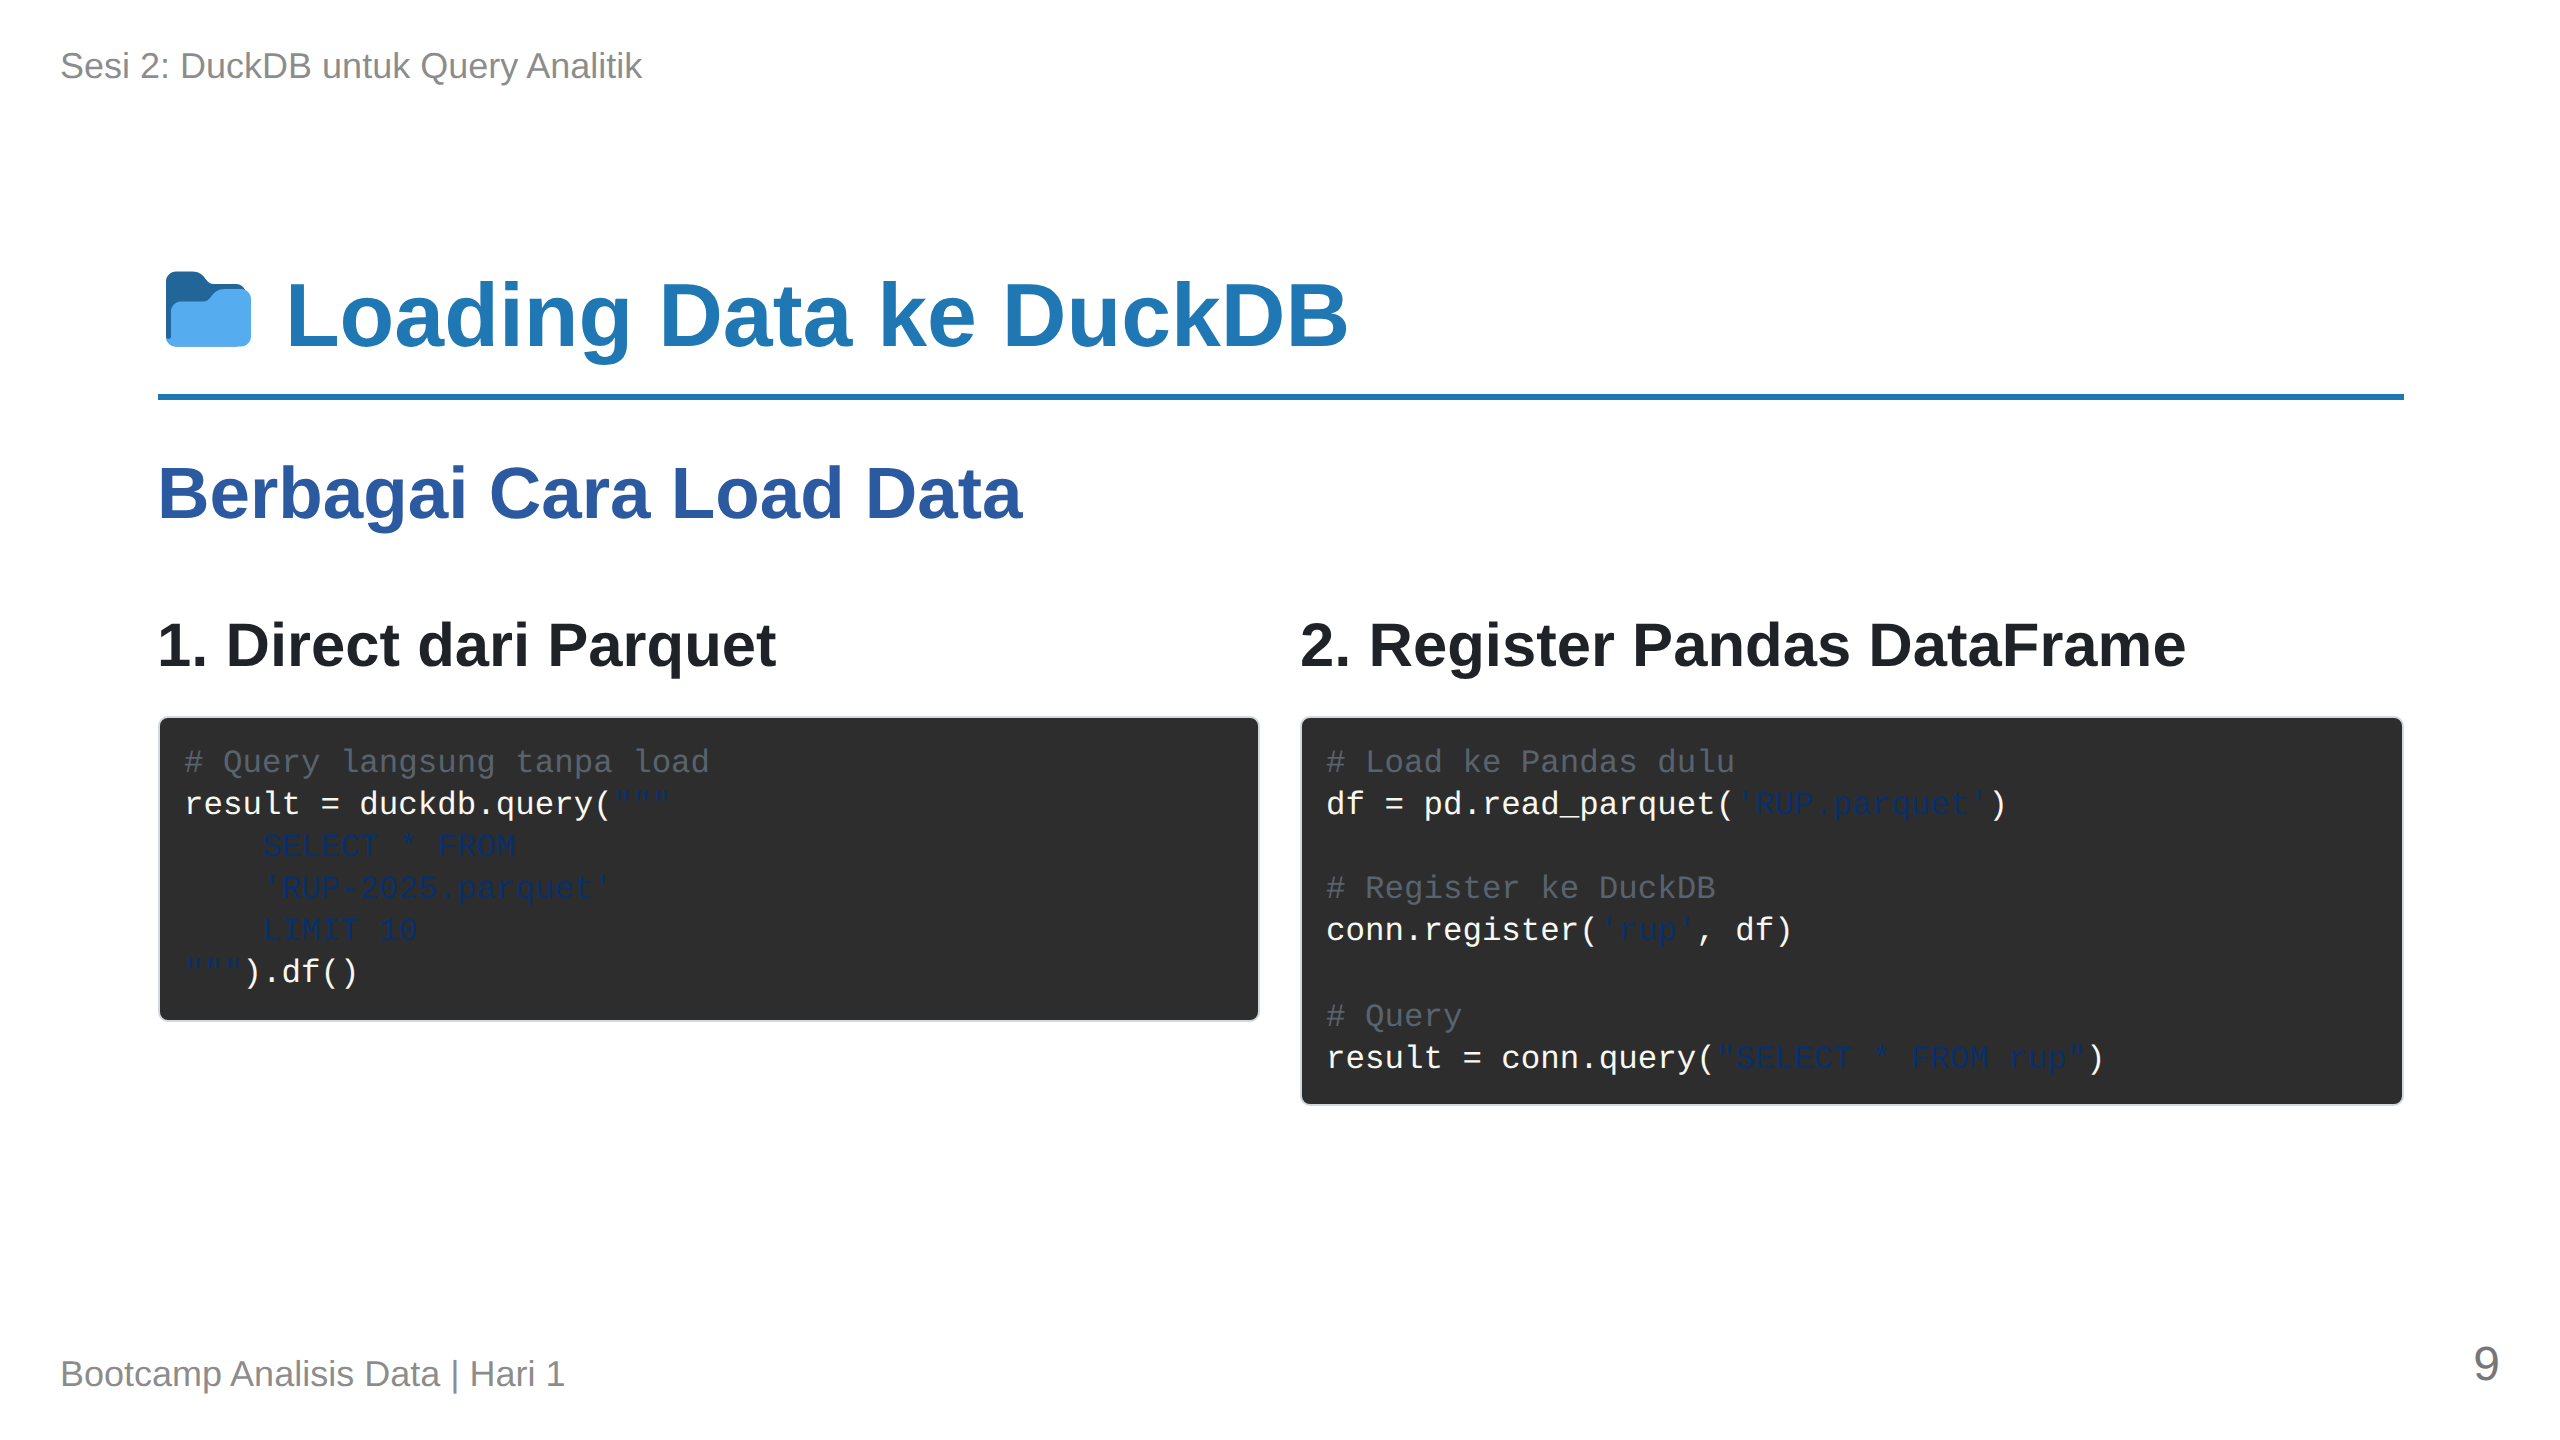 Sesi 2: DuckDB untuk Query Analitik
Loading Data ke DuckDB
Berbagai Cara Load Data
1. Direct dari Parquet
# Query langsung tanpa load
result = duckdb.query("""
    SELECT * FROM
    'RUP-2025.parquet'
    LIMIT 10
""").df()
2. Register Pandas DataFrame
# Load ke Pandas dulu
df = pd.read_parquet('RUP.parquet')
# Register ke DuckDB
conn.register('rup', df)
# Query
result = conn.query("SELECT * FROM rup")
Bootcamp Analisis Data | Hari 1
9